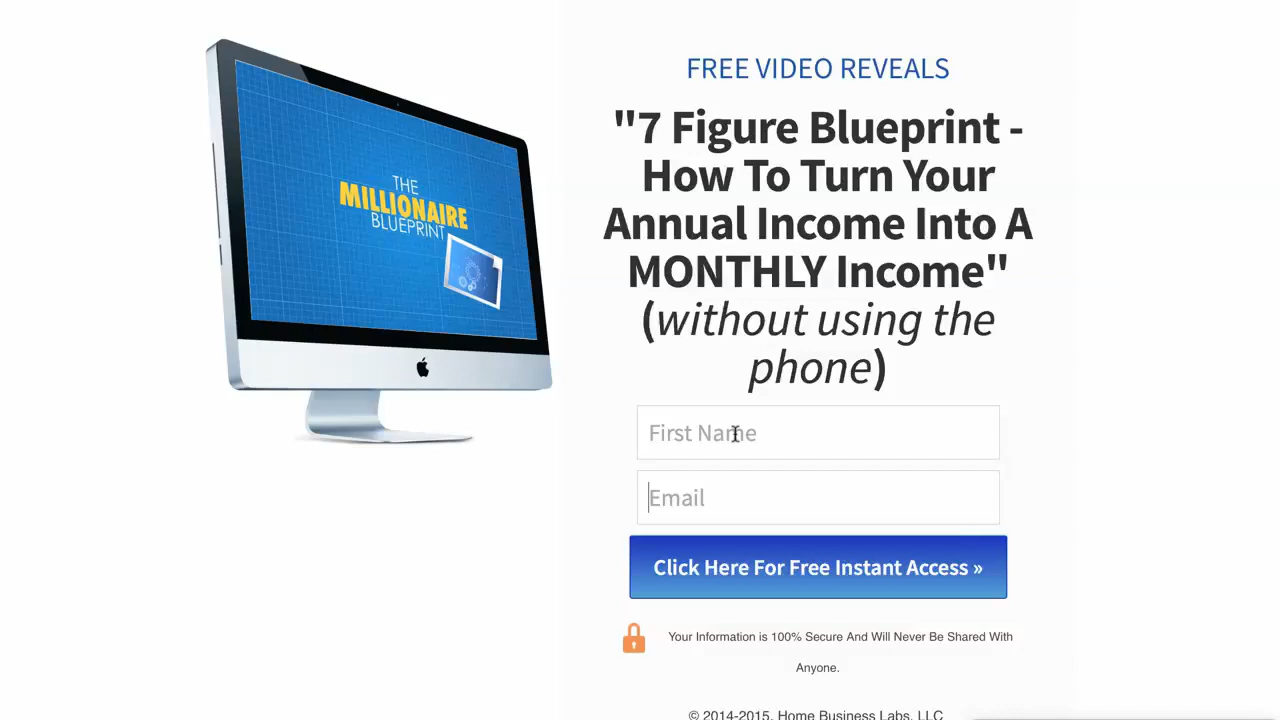 THE
MILLIONAIRE
BLUEPRINT
FREE VIDEO REVEALS
"7 Figure Blueprint -
How To Turn Your
Annual Income Into A
MONTHLY Income"
(without using the
phone)
First Name
Email
Click Here For Free Instant Access »
Your Information is 100% Secure And Will Never Be Shared With
Anyone.
© 2014-2015, Home Business Labs, LLC